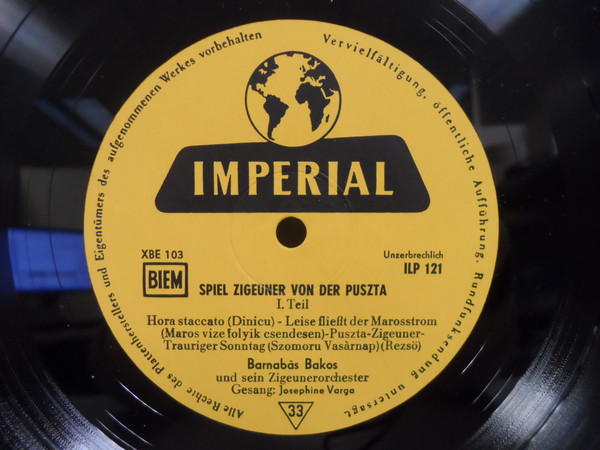 Alle Rechte des Plattenherstellers und Eigentümers des aufgenommenen Werkes vorbehalten
Vervielfältigung, öffentliche Aufführung, Rundfunksendung untersagt.
IMPERIAL
XBE 103
Unzerbrechlich
BIEM
ILP 121
SPIEL ZIGEUNER VON DER PUSZTA
I. Teil
Hora staccato (Dinicu) - Leise fließt der Marosstrom
(Maros vize folyik csendesen)-Puszta-Zigeuner-
Trauriger Sonntag (Szomoru Vasàrnap) (Rezsö)
Barnabàs Bakos
und sein Zigeunerorchester
Gesang: Josephine Varga
33